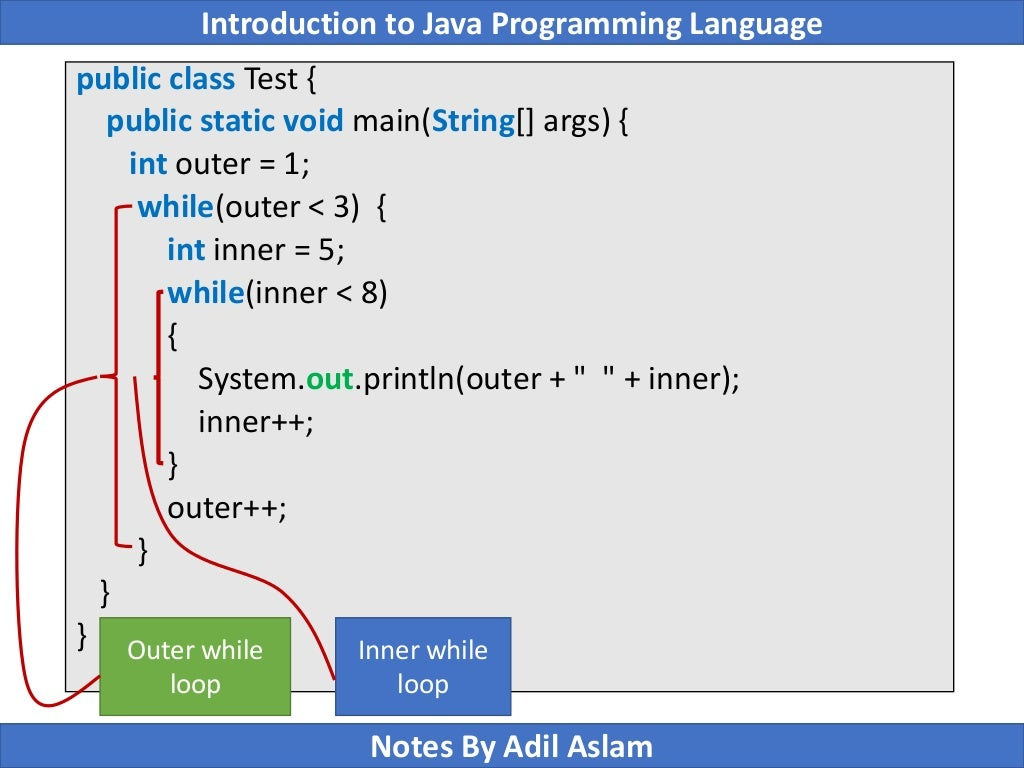 Introduction to Java Programming Language
public class Test {
public static void main(String[] args) {
int outer = 1;
while(outer < 3)  {
int inner = 5;
while(inner < 8)
{
System.out.println(outer + "  " + inner);
inner++;
}
outer++;
}
}
}
Outer while
loop
Inner while
loop
Notes By Adil Aslam